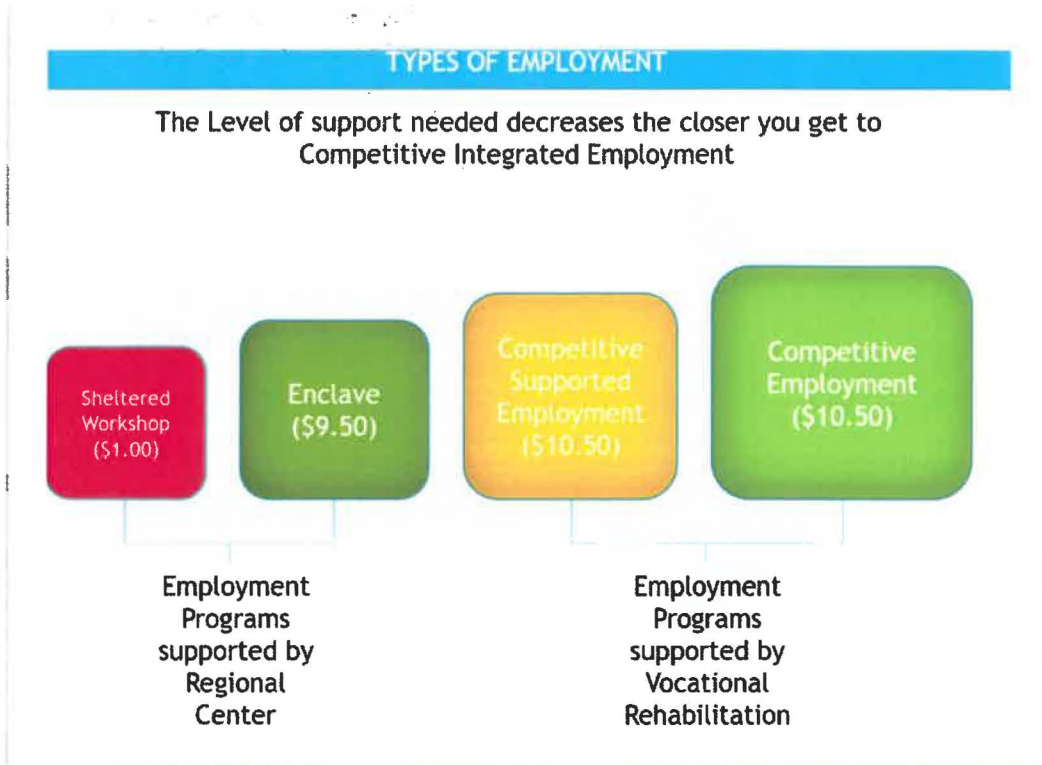 TYPES OF EMPLOYMENT
The Level of support needed decreases the closer you get to
Competitive Integrated Employment
Sheltered
Workshop
($1.00)
Enclave
($9.50)
Competitive
Supported
Employment
($10.50)
Competitive
Employment
($10.50)
Employment
Programs
supported by
Regional
Center
Employment
Programs
supported by
Vocational
Rehabilitation